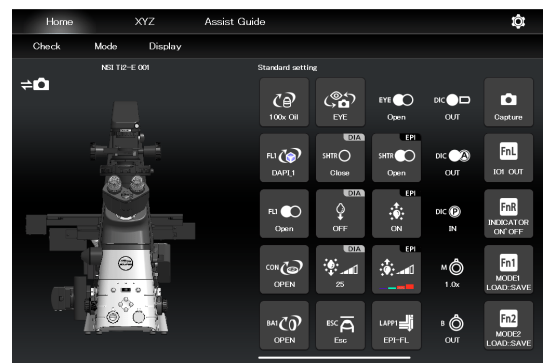 Home XYZ Assist Guide
Check Mode Display
NSI Ti2-E 001 Standard setting
100x Oil EYE EYE Open DIC OUT Capture
DIA EPI
FL1 SHTR SHTR DIC A FnL
DAPI_1 Close Open OUT IO1 OUT
DIA EPI
FL1 DIC P FnR
Open OFF ON IN INDICATOR
ON˚OFF
DIA EPI
CON M Fn1
OPEN 25 1.0x MODE1
LOAD::SAVE
BA1 ESC LAPP1 B Fn2
OPEN Esc EPI-FL OUT MODE2
LOAD::SAVE